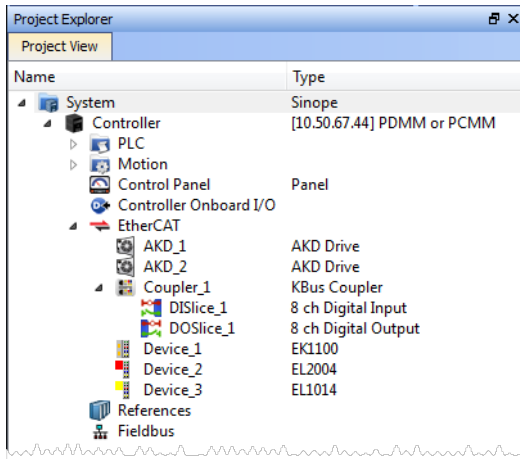 Project Explorer
Project View
Name Type
System Sinope
Controller [10.50.67.44] PDMM or PCMM
PLC
Motion
Control Panel Panel
Controller Onboard I/O
EtherCAT
AKD_1 AKD Drive
AKD_2 AKD Drive
Coupler_1 KBus Coupler
DISlice_1 8 ch Digital Input
DOSlice_1 8 ch Digital Output
Device_1 EK1100
Device_2 EL2004
Device_3 EL1014
References
Fieldbus